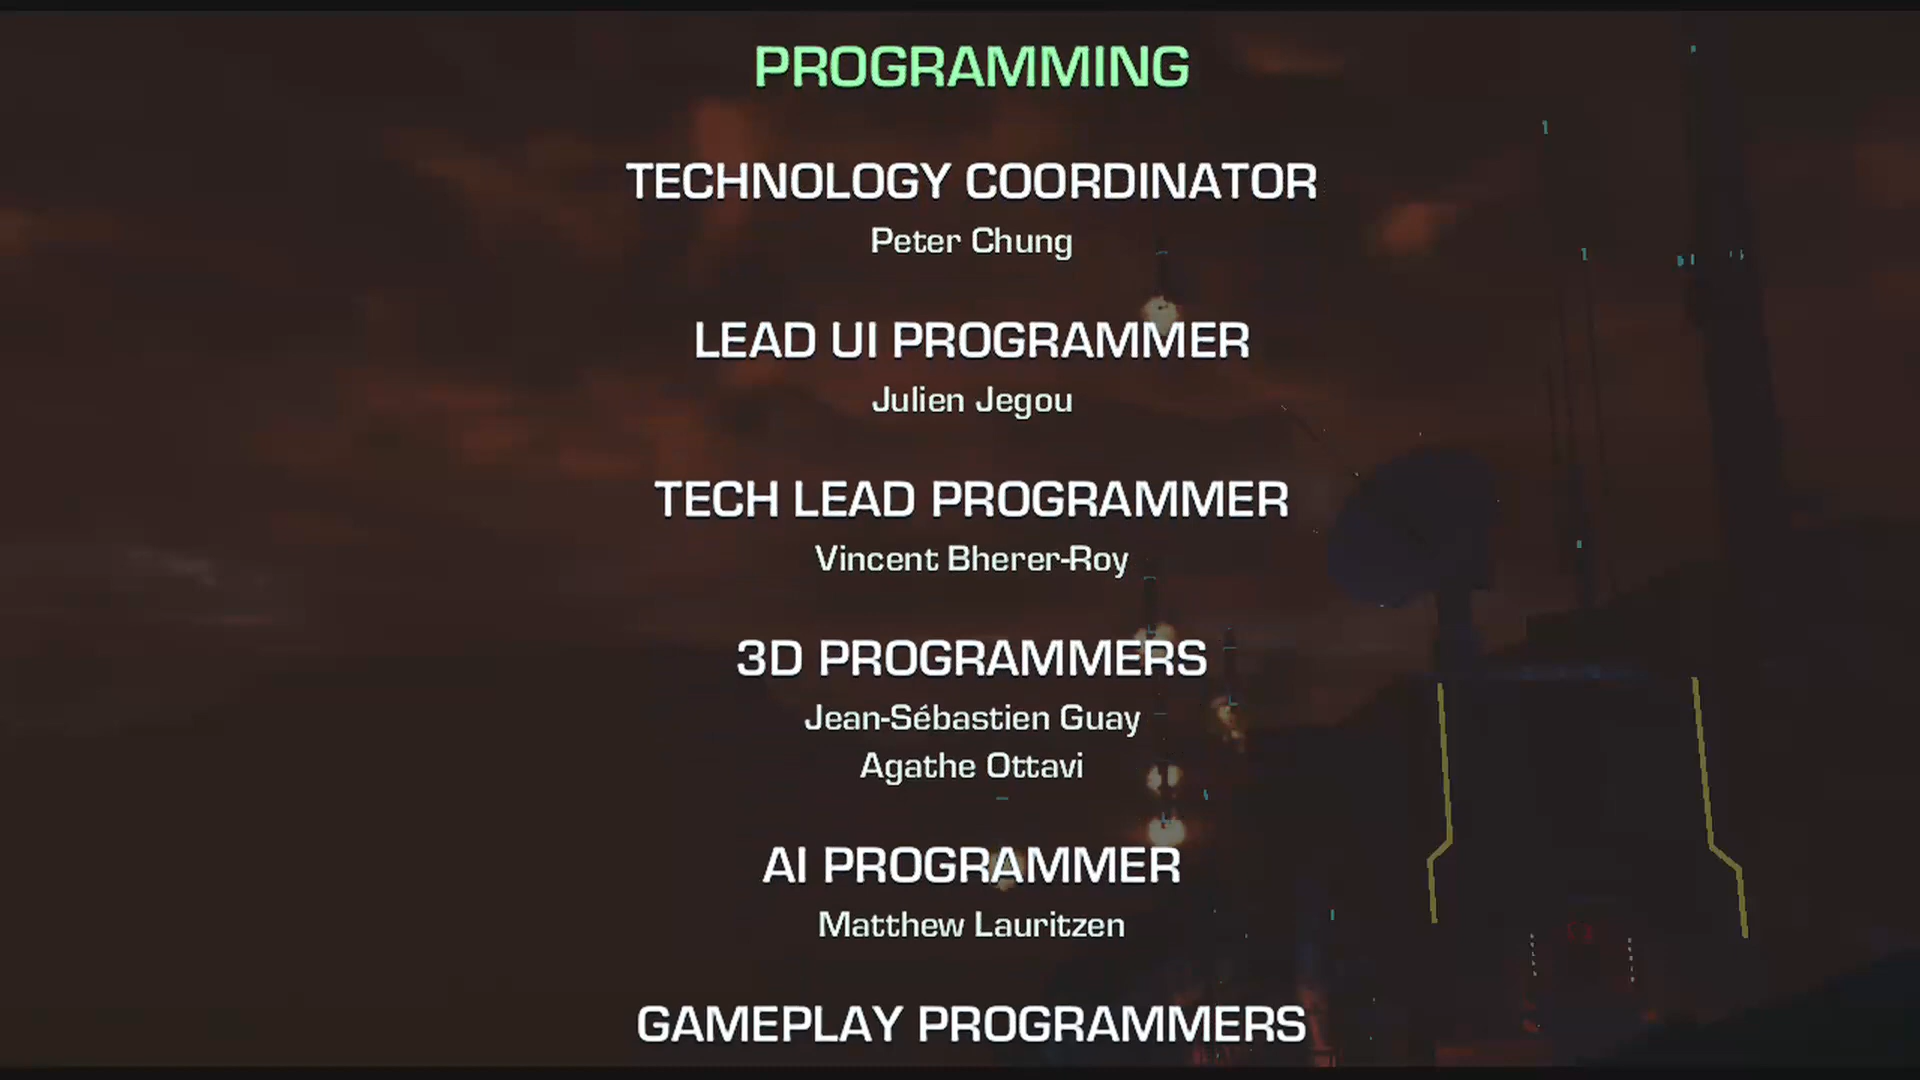 PROGRAMMING
TECHNOLOGY COORDINATOR
Peter Chung
LEAD UI PROGRAMMER
Julien Jegou
TECH LEAD PROGRAMMER
Vincent Bherer-Roy
3D PROGRAMMERS
Jean-Sébastien Guay
Agathe Ottavi
AI PROGRAMMER
Matthew Lauritzen
GAMEPLAY PROGRAMMERS